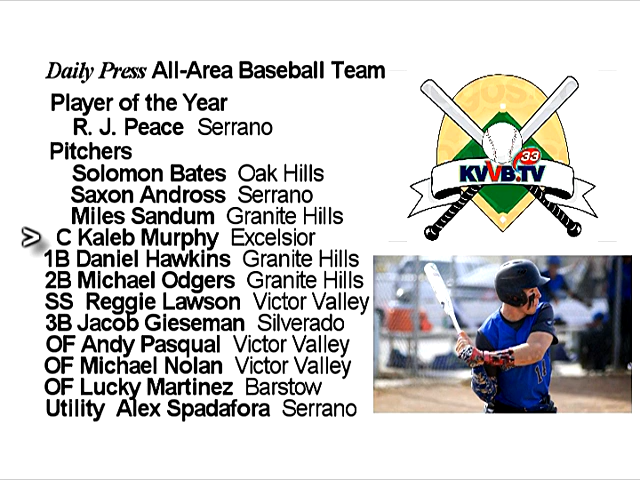 Daily Press All-Area Baseball Team
Player of the Year
R. J. Peace Serrano
Pitchers
Solomon Bates Oak Hills
Saxon Andross Serrano
Miles Sandum Granite Hills
> C Kaleb Murphy Excelsior
1B Daniel Hawkins Granite Hills
2B Michael Odgers Granite Hills
SS Reggie Lawson Victor Valley
3B Jacob Gieseman Silverado
OF Andy Pasqual Victor Valley
OF Michael Nolan Victor Valley
OF Lucky Martinez Barstow
Utility Alex Spadafora Serrano
33
KVVB.TV